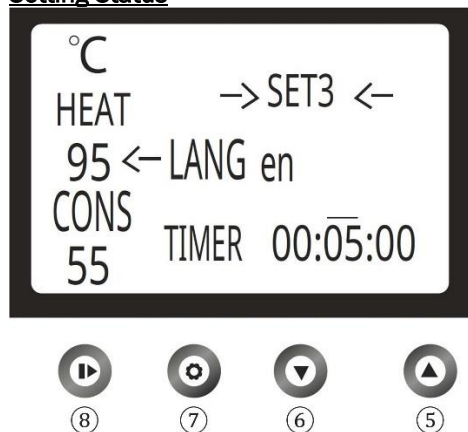 Setting Status
°C
HEAT
95
CONS
55
→ SET3 ←
← LANG en
TIMER 00:05:00
⑧ ⑦ ⑥ ⑤